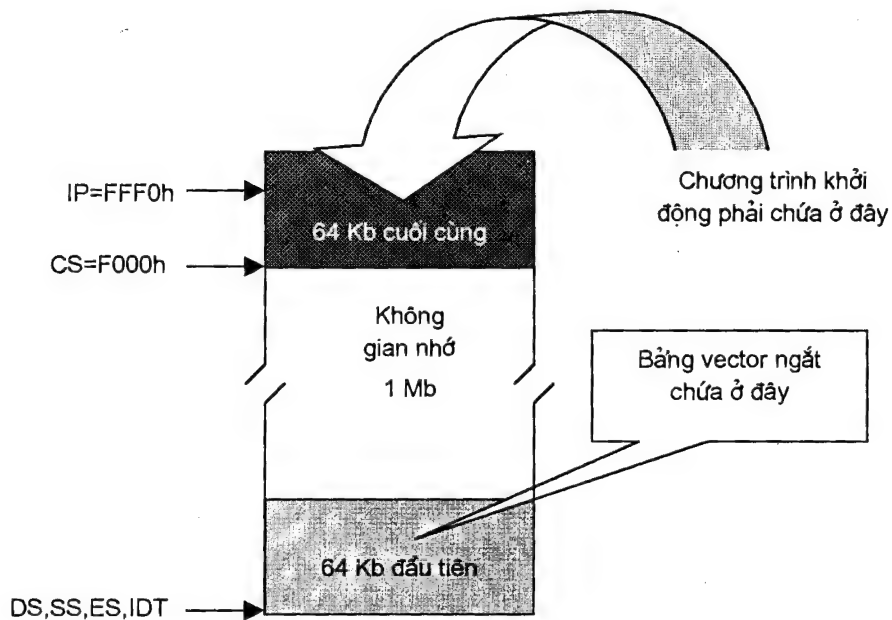 IP=FFF0h
64 Kb cuối cùng
CS=F000h
Chương trình khởi
động phải chứa ở đây
Không
gian nhớ
1 Mb
Bảng vector ngắt
chứa ở đây
64 Kb đầu tiên
DS,SS,ES,IDT